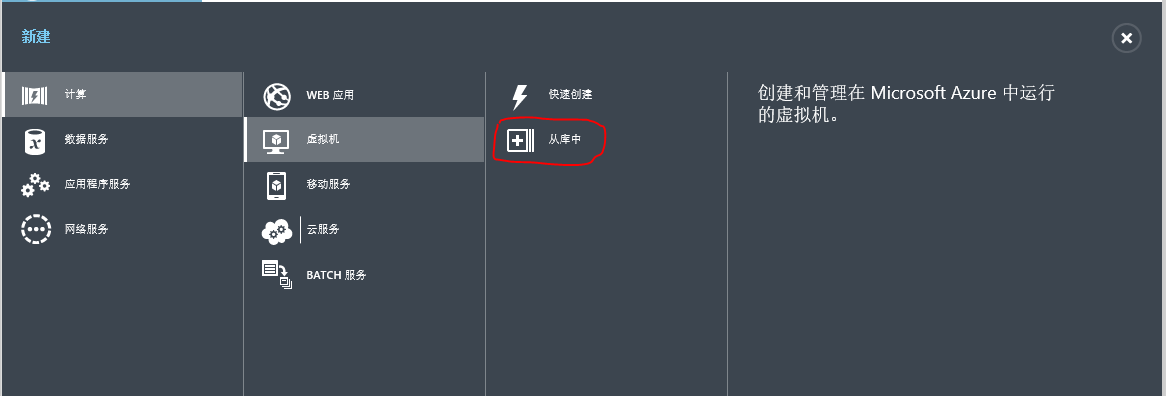 新建
计算
数据服务
应用程序服务
网络服务
WEB 应用
虚拟机
移动服务
云服务
BATCH 服务
快速创建
从库中
创建和管理在 Microsoft Azure 中运行
的虚拟机。